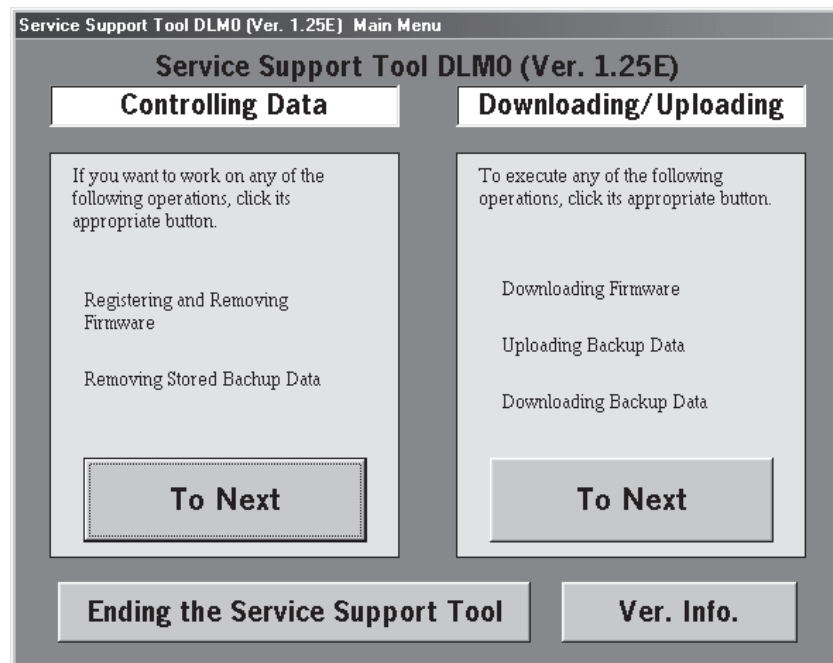 Service Support Tool DLM0 (Ver. 1.25E) Main Menu
Service Support Tool DLM0 (Ver. 1.25E)
Controlling Data
If you want to work on any of the
following operations, click its
appropriate button.
Registering and Removing
Firmware
Removing Stored Bachup Data
To Next
Downloading/Uploading
To execute any of the following
operations, click its appropriate button.
Downloading Firmware
Uploading Backup Data
Downloading Backup Data
To Next
Ending the Service Support Tool
Ver. Info.